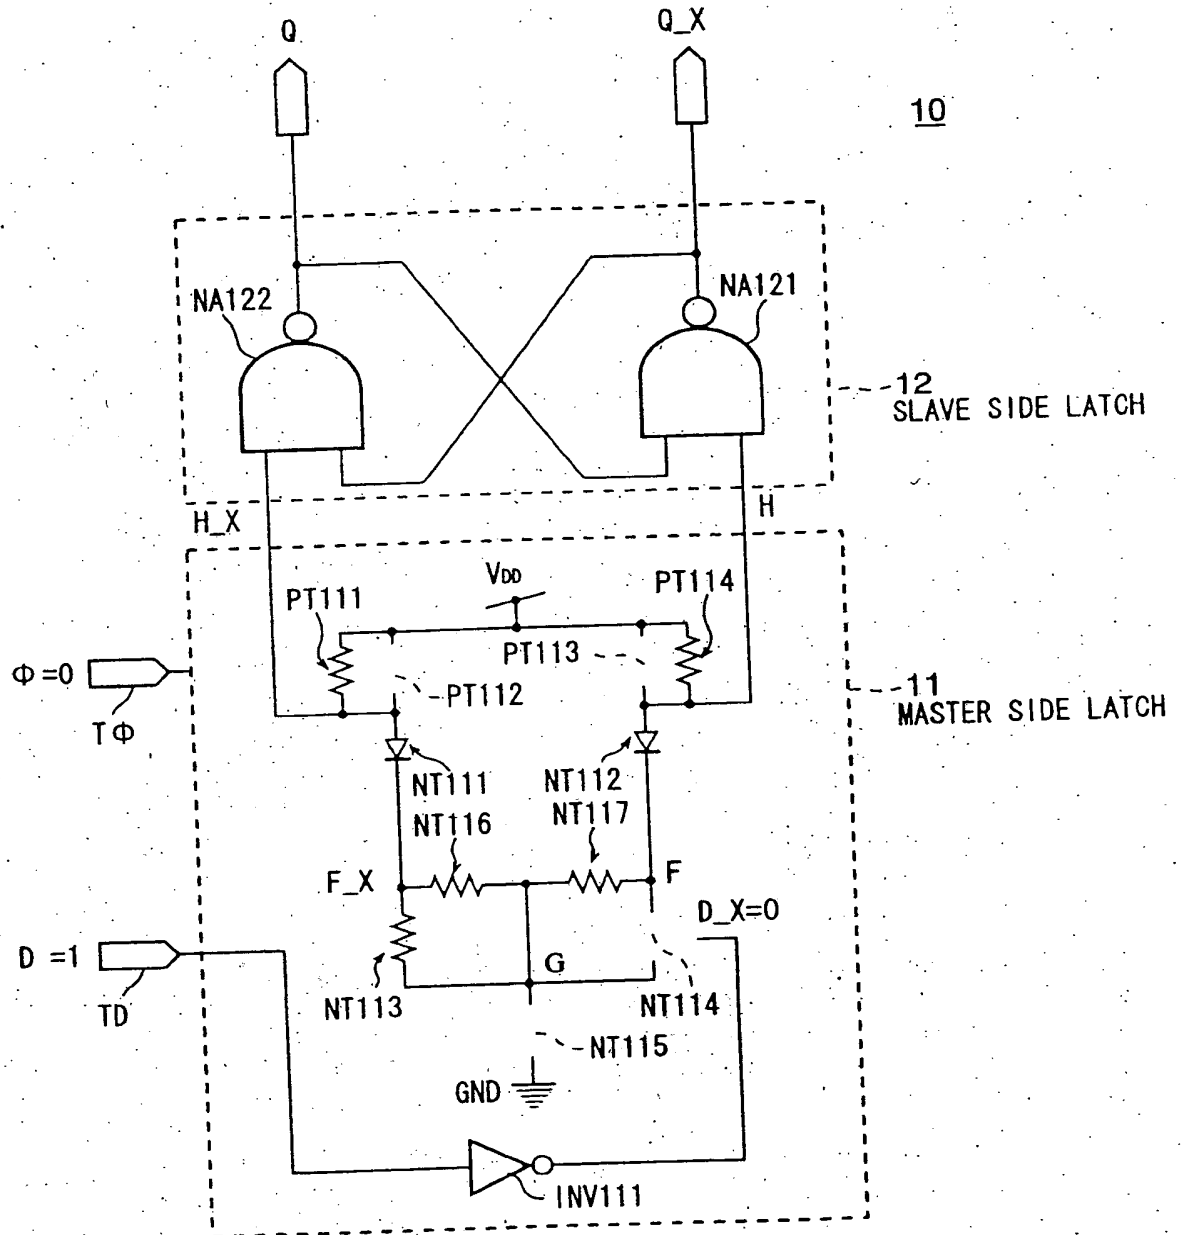 Q
Q_X
10
NA122
NA121
12
SLAVE SIDE LATCH
H_X
H
VDD
PT111
PT114
PT113
Φ=0
PT112
11
MASTER SIDE LATCH
TΦ
NT111
NT112
NT116
NT117
F_X
F
D_X=0
D =1
G
NT113
NT114
TD
NT115
GND
INV111